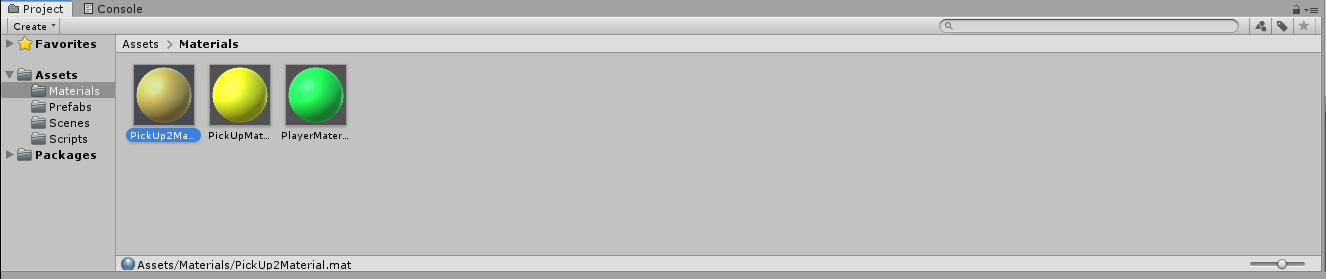 Project Console
Create
Favorites
Assets > Materials
Assets
Materials
Prefabs
Scenes
Scripts
Packages
PickUp2Ma... PickUpMat... PlayerMater...
Assets/Materials/PickUp2Material.mat